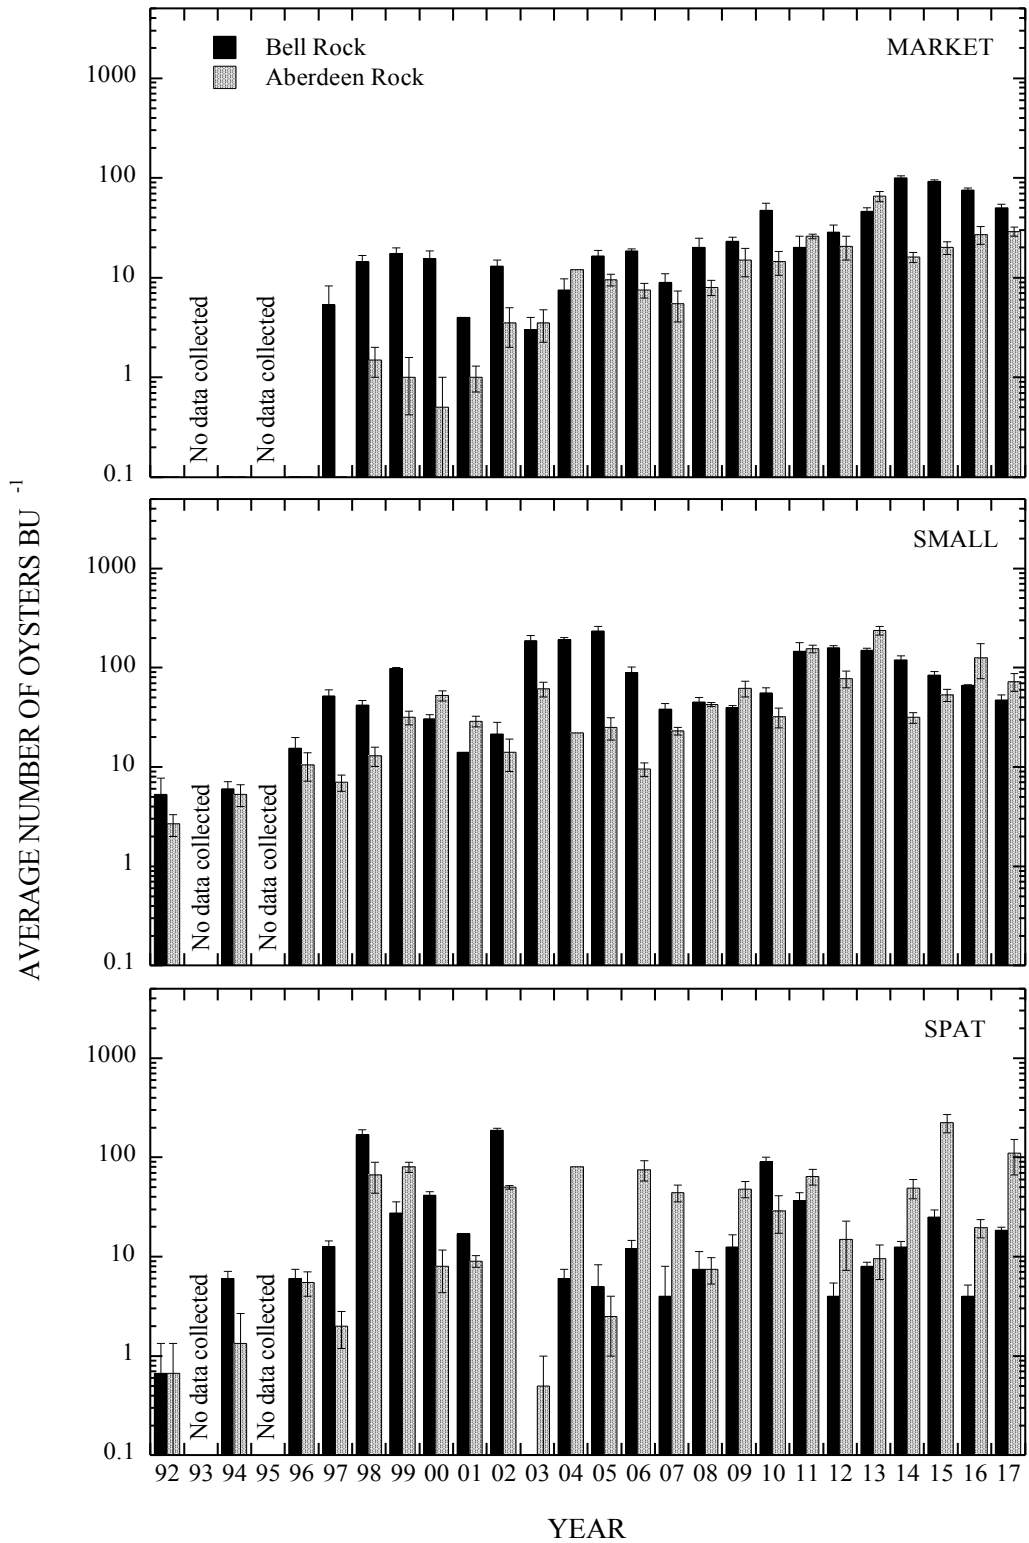 Bell Rock
Aberdeen Rock
MARKET
1000
100
10
1
0.1
No data collected
No data collected
SMALL
1000
100
10
1
0.1
No data collected
No data collected
SPAT
1000
100
10
1
0.1
No data collected
No data collected
AVERAGE NUMBER OF OYSTERS BU -1
92 93 94 95 96 97 98 99 00 01 02 03 04 05 06 07 08 09 10 11 12 13 14 15 16 17
YEAR